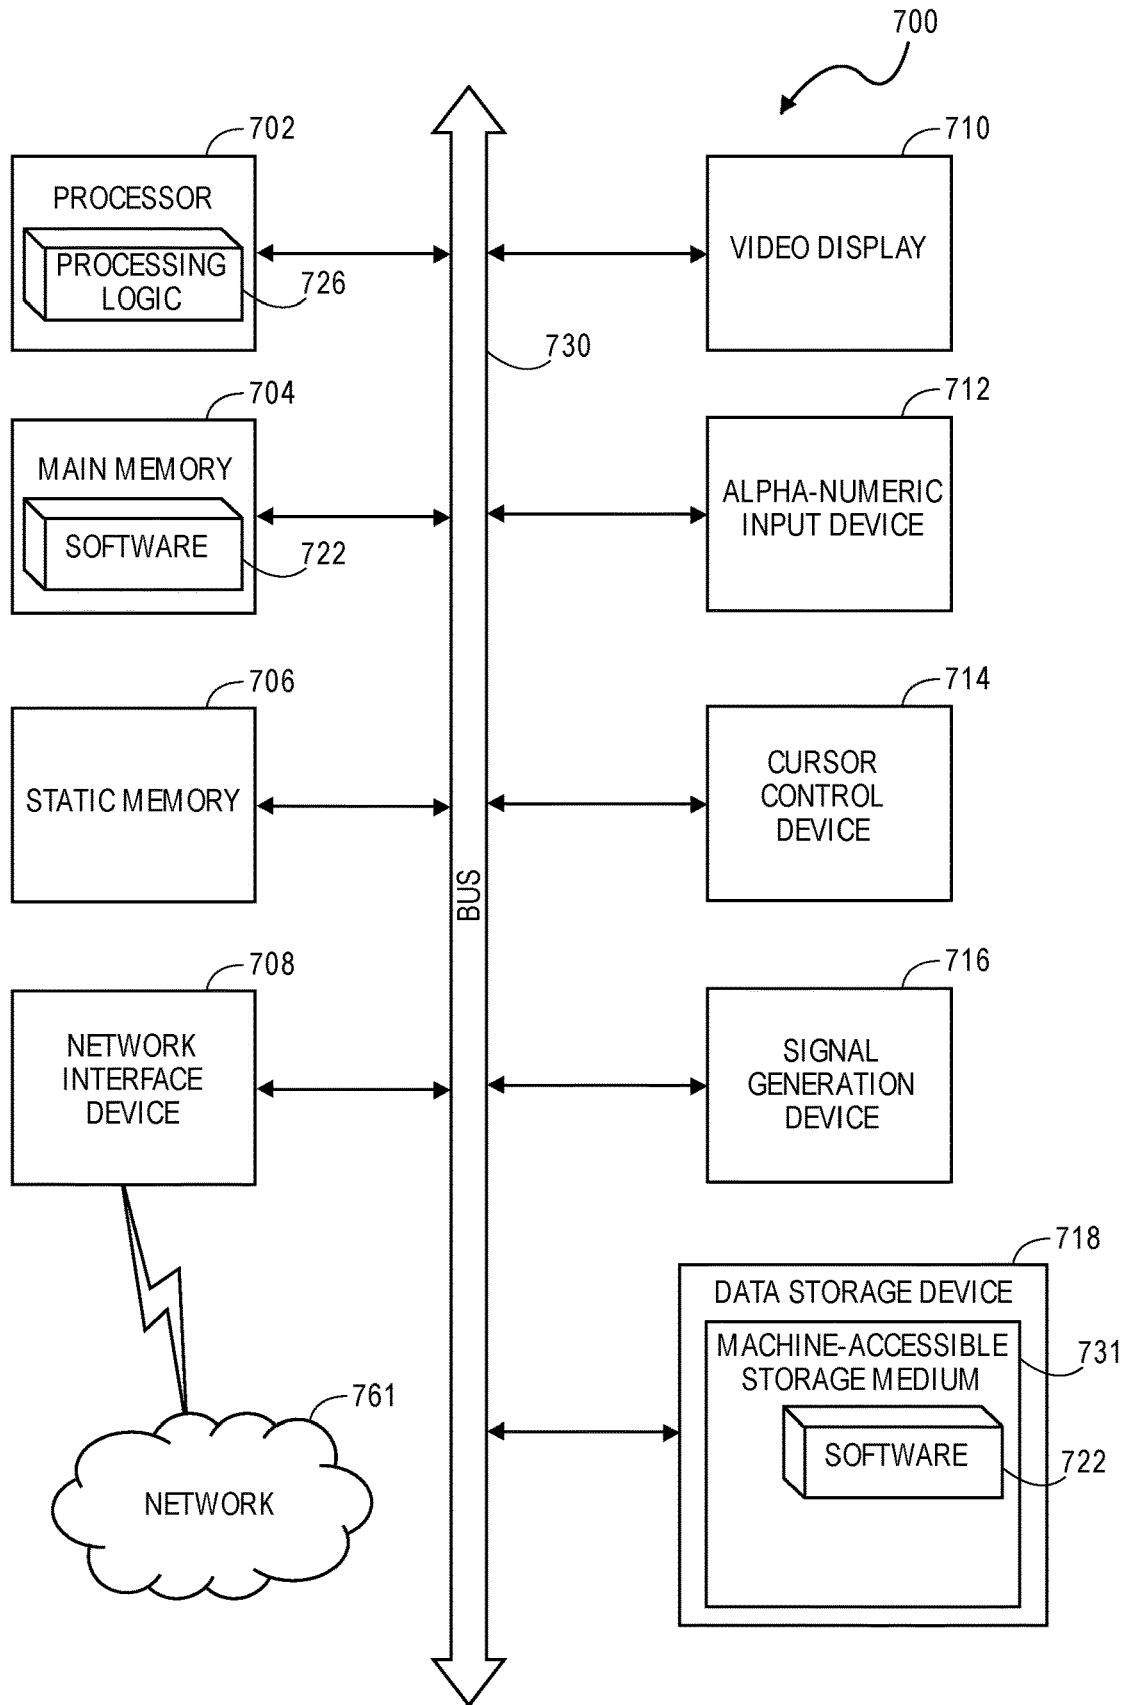 700
702
PROCESSOR
PROCESSING
LOGIC
726
710
VIDEO DISPLAY
730
704
MAIN MEMORY
SOFTWARE
722
712
ALPHA-NUMERIC
INPUT DEVICE
706
STATIC MEMORY
714
CURSOR
CONTROL
DEVICE
BUS
708
NETWORK
INTERFACE
DEVICE
716
SIGNAL
GENERATION
DEVICE
718
DATA STORAGE DEVICE
MACHINE-ACCESSIBLE
STORAGE MEDIUM
731
SOFTWARE
722
761
NETWORK